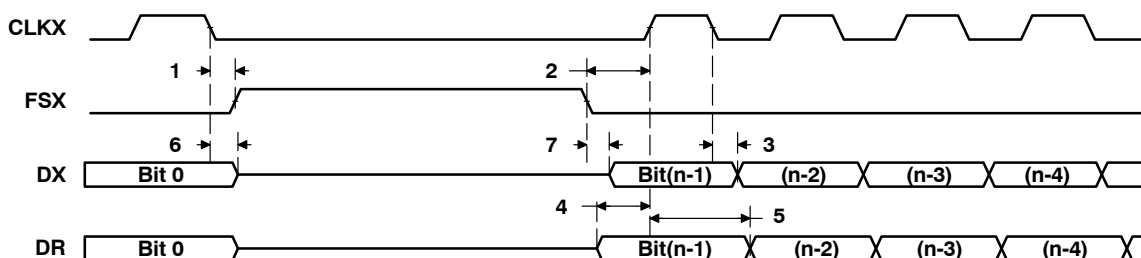 CLKX
1 2
FSX
6 7 3
DX Bit 0 Bit(n-1) (n-2) (n-3) (n-4)
4 5
DR Bit 0 Bit(n-1) (n-2) (n-3) (n-4)